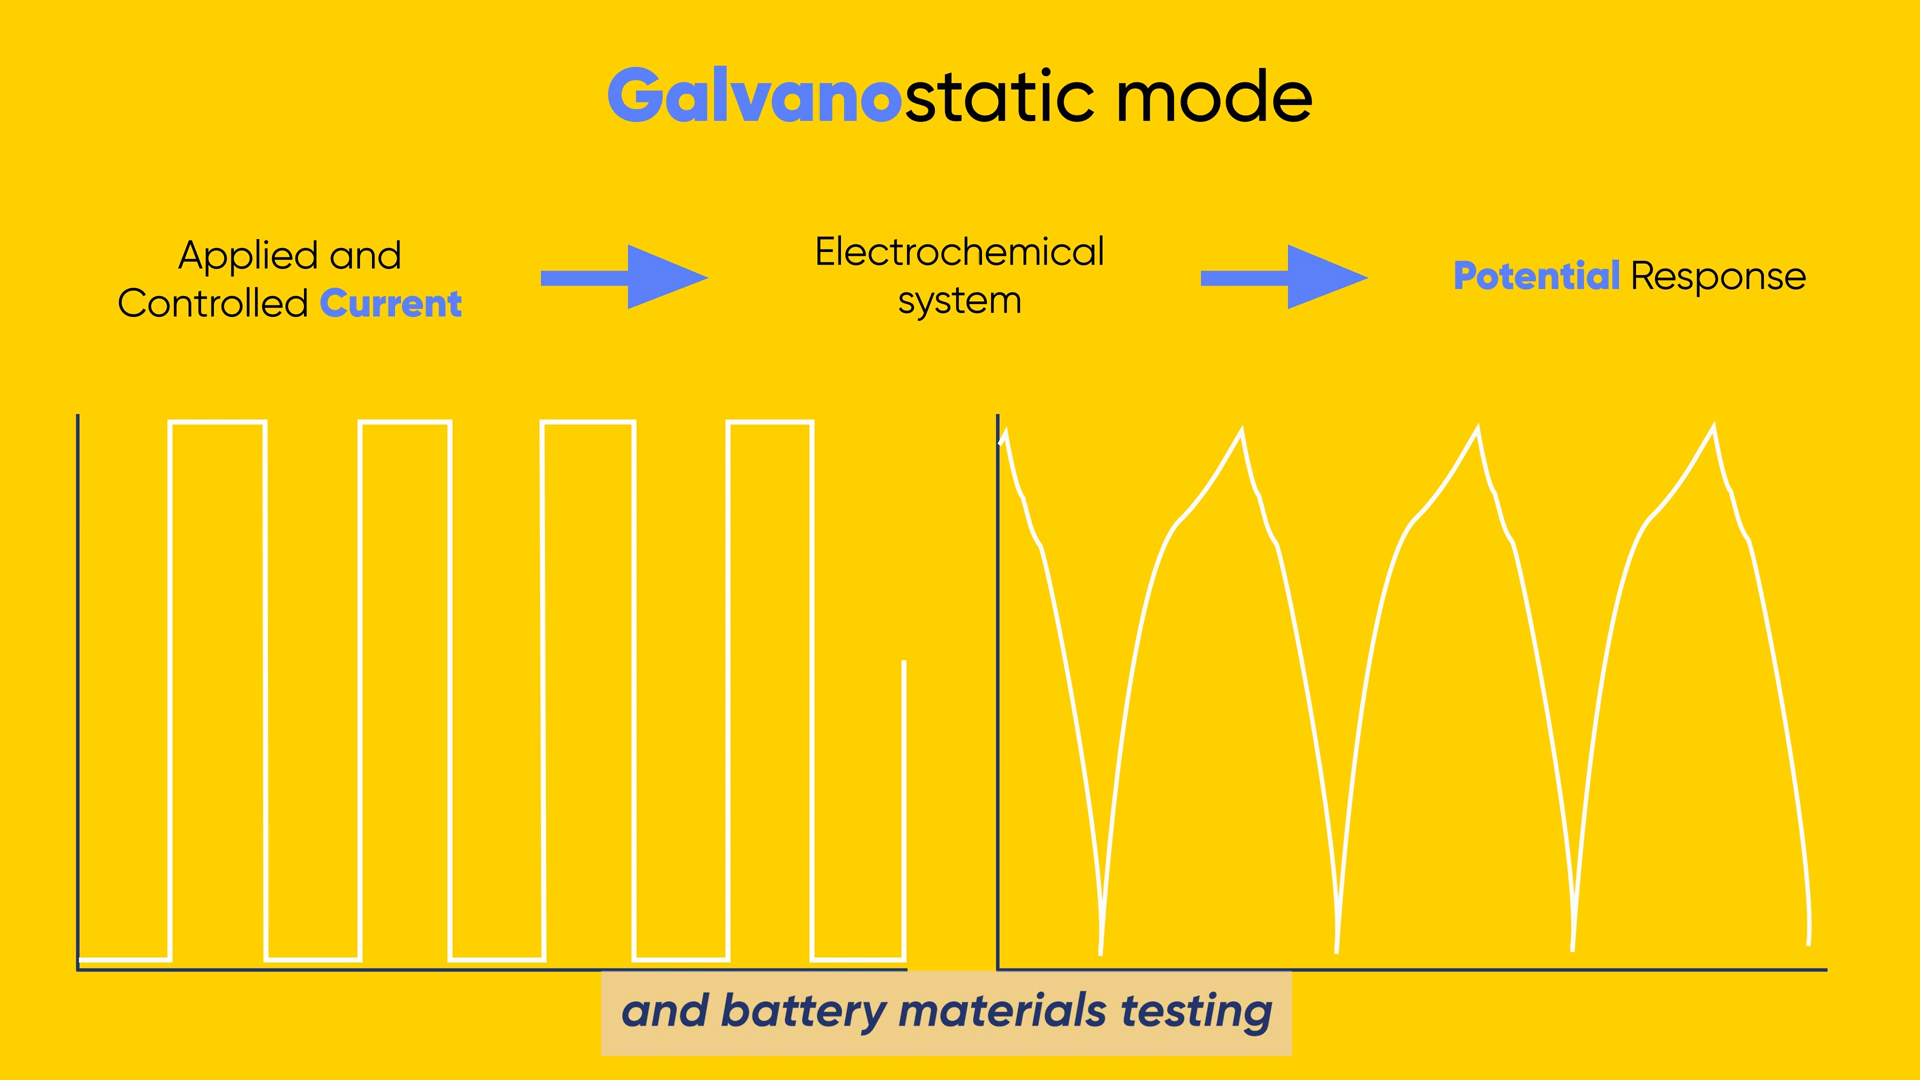 Galvanostatic mode
Applied and
Controlled Current
Electrochemical
system
Potential Response
and battery materials testing